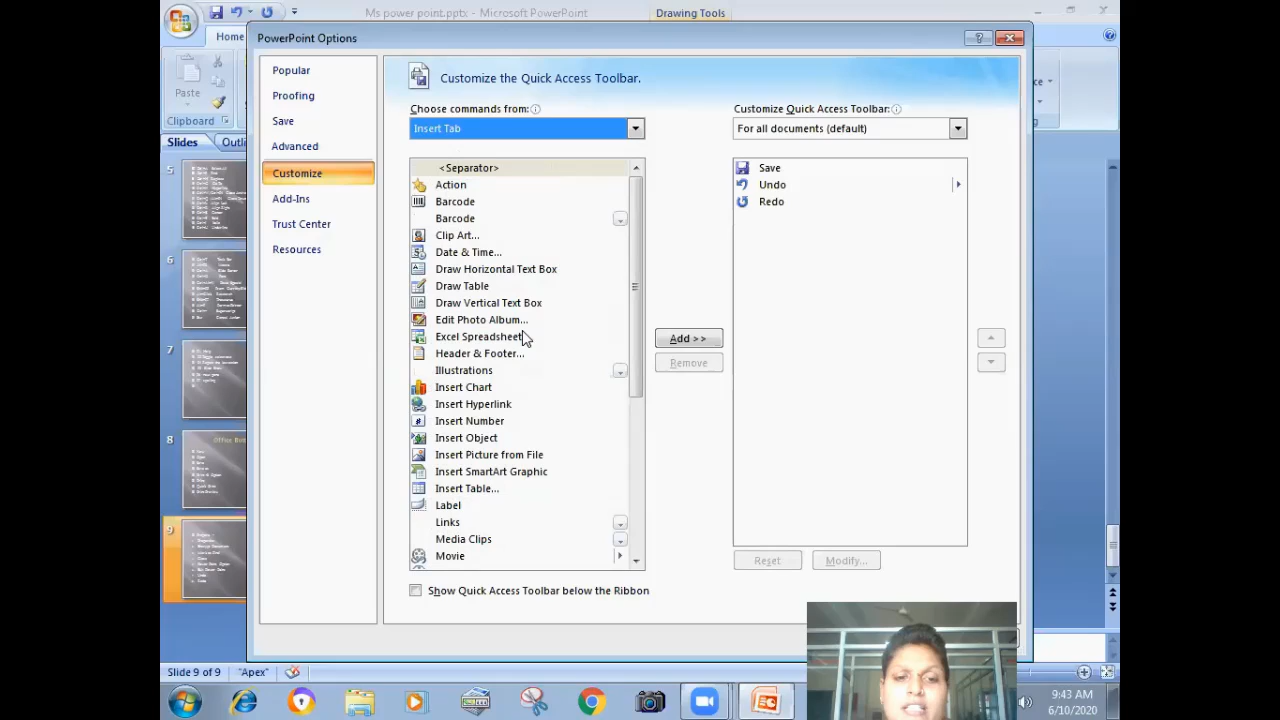 Ms power point.pptx - Microsoft PowerPoint
Drawing Tools
Home
Paste
Clipboard
Slides
PowerPoint Options
Popular
Proofing
Save
Advanced
Customize
Add-Ins
Trust Center
Resources
Customize the Quick Access Toolbar.
Choose commands from:
Insert Tab
<Separator>
Action
Barcode
Barcode
Clip Art...
Date & Time...
Draw Horizontal Text Box
Draw Table
Draw Vertical Text Box
Edit Photo Album...
Excel Spreadsheet
Header & Footer...
Illustrations
Insert Chart
Insert Hyperlink
Insert Number
Insert Object
Insert Picture from File
Insert SmartArt Graphic
Insert Table...
Label
Links
Media Clips
Movie
Show Quick Access Toolbar below the Ribbon
Add >>
Remove
Customize Quick Access Toolbar:
For all documents (default)
Save
Undo
Redo
Reset
Modify...
5
6
7
8
9
Slide 9 of 9
"Apex"
9:43 AM
6/10/2020